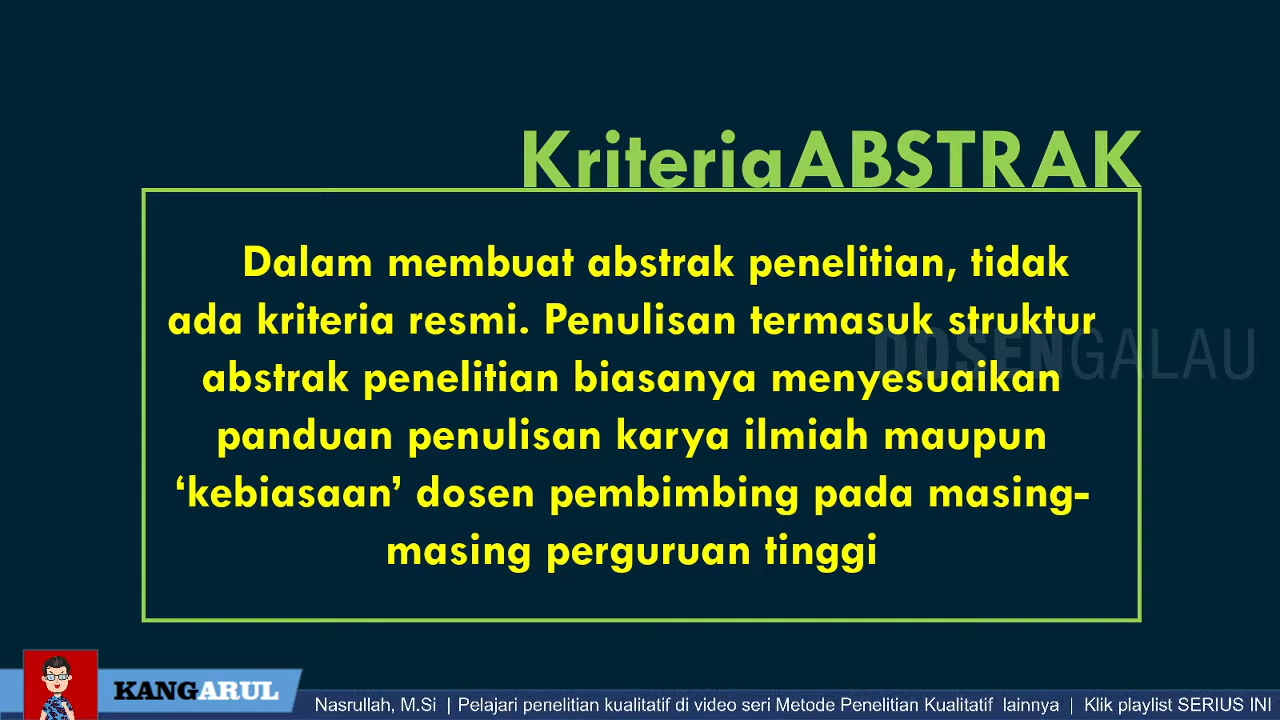 KriteriaABSTRAK
Dalam membuat abstrak penelitian, tidak
ada kriteria resmi. Penulisan termasuk struktur
abstrak penelitian biasanya menyesuaikan
panduan penulisan karya ilmiah maupun
‘kebiasaan’ dosen pembimbing pada masing-
masing perguruan tinggi
DOSENGALAU
KANGARUL
Nasrullah, M.Si | Pelajari penelitian kualitatif di video seri Metode Penelitian Kualitatif lainnya | Klik playlist SERIUS INI